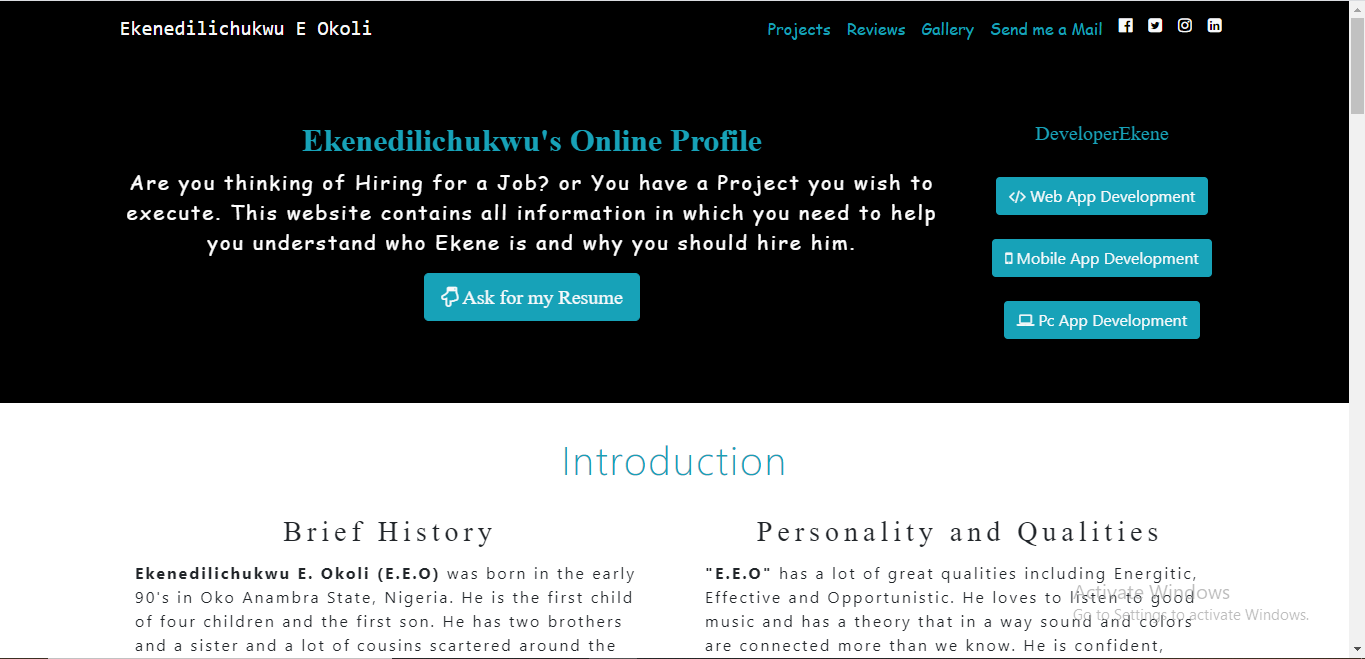 Ekenedilichukwu E Okoli
Projects Reviews Gallery Send me a Mail
Ekenedilichukwu's Online Profile
Are you thinking of Hiring for a Job? or You have a Project you wish to
execute. This website contains all information in which you need to help
you understand who Ekene is and why you should hire him.
Ask for my Resume
DeveloperEkene
Web App Development
Mobile App Development
Pc App Development
Introduction
Brief History
Ekenedilichukwu E. Okoli (E.E.O) was born in the early
90's in Oko Anambra State, Nigeria. He is the first child
of four children and the first son. He has two brothers
and a sister and a lot of cousins scartered around the
Personality and Qualities
"E.E.O" has a lot of great qualities including Energitic,
Effective and Opportunistic. He loves to listen to good
music and has a theory that in a way sound and colors
are connected more than we know. He is confident,
Activate Windows
Go to Settings to activate Windows.